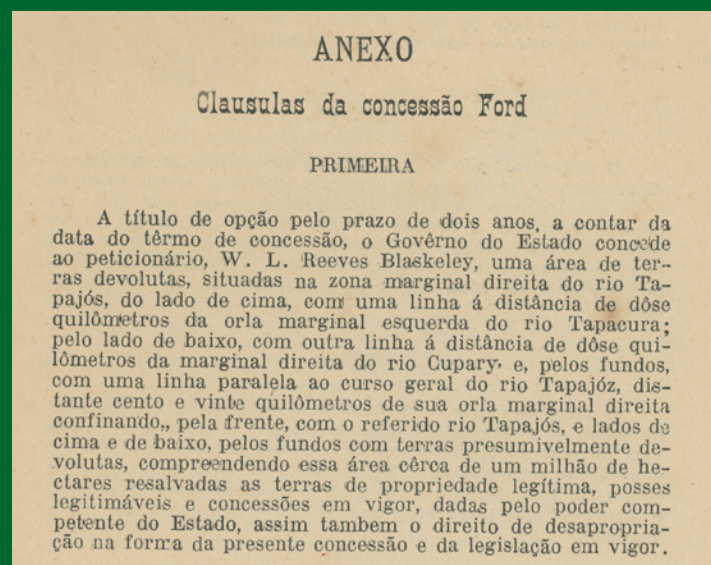 ANEXO
Clausulas da concessão Ford
PRIMEIRA
A título de opção pelo prazo de dois anos, a contar da
data do têrmo de concessão, o Govêrno do Estado concede
ao peticionário, W. L. Reeves Blaskeley, uma área de ter-
ras devolutas, situadas na zona marginal direita do rio Ta-
pajós, do lado de cima, com uma linha á distância de dôse
quilômetros da orla marginal esquerda do rio Tapacura;
pelo lado de baixo, com outra linha á distância de dôse qui-
lômetros da marginal direita do rio Cupary, e, pelos fundos,
com uma linha paralela ao curso geral do rio Tapajóz, dis-
tante cento e vinte quilômetros de sua orla marginal direita
confinando,, pela frente, com o referido rio Tapajós, e lados de
cima e de baixo, pelos fundos com terras presumivelmente de-
volutas, compreendendo essa área cêrca de um milhão de he-
ctares resalvadas as terras de propriedade legítima, posses
legitimáveis e concessões em vigor, dadas pelo poder com-
petente do Estado, assim tambem o direito de desapropria-
ção na forma da presente concessão e da legislação em vigor.